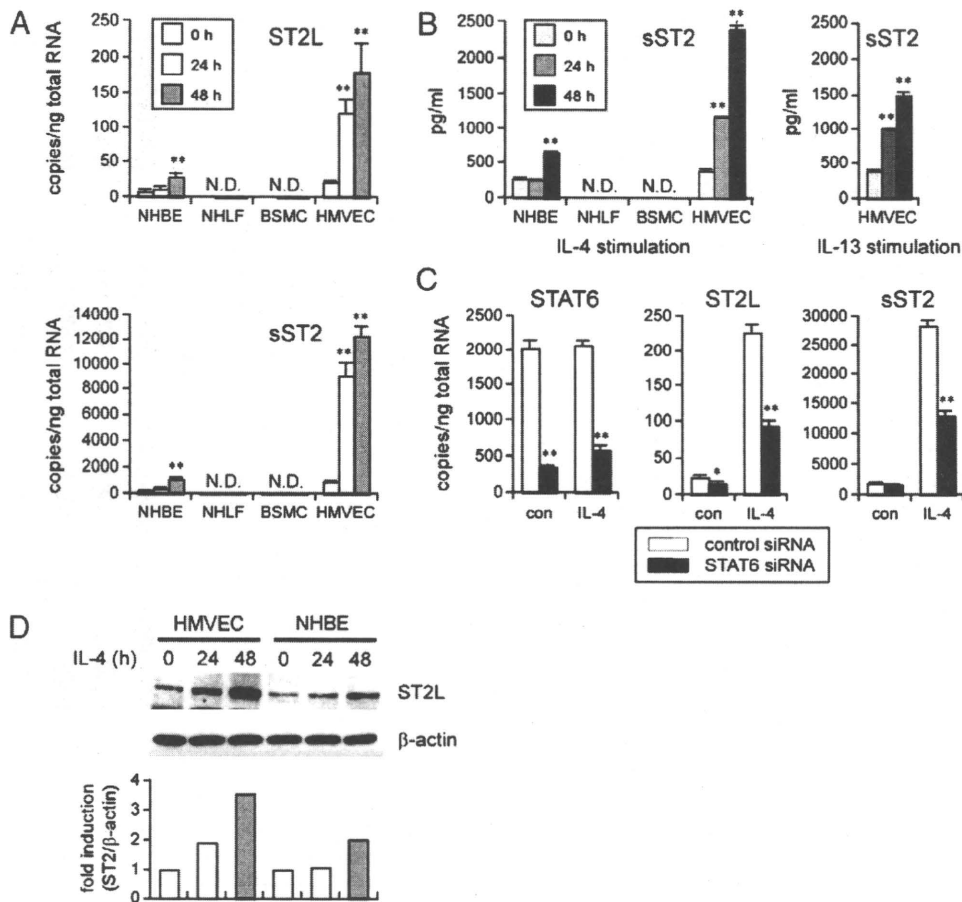 A
ST2L
0 h
24 h
48 h
copies/ng total RNA
250
200
150
100
50
0
**
N.D.
N.D.
**
**
NHBE NHLF BSMC HMVEC
sST2
copies/ng total RNA
14000
12000
10000
8000
6000
4000
2000
0
**
N.D.
N.D.
**
**
NHBE NHLF BSMC HMVEC
B
sST2
0 h
24 h
48 h
pg/ml
2500
2000
1500
1000
500
0
**
N.D.
N.D.
**
**
NHBE NHLF BSMC HMVEC
IL-4 stimulation
sST2
pg/ml
2500
2000
1500
1000
500
0
**
**
HMVEC
IL-13 stimulation
C
STAT6
copies/ng total RNA
2500
2000
1500
1000
500
0
**
**
con IL-4
ST2L
250
200
150
100
50
0
*
**
con IL-4
sST2
30000
25000
20000
15000
10000
5000
0
**
con IL-4
control siRNA
STAT6 siRNA
D
HMVEC NHBE
IL-4 (h) 0 24 48 0 24 48
ST2L
β-actin
fold induction
(ST2/β-actin)
4
3
2
1
0